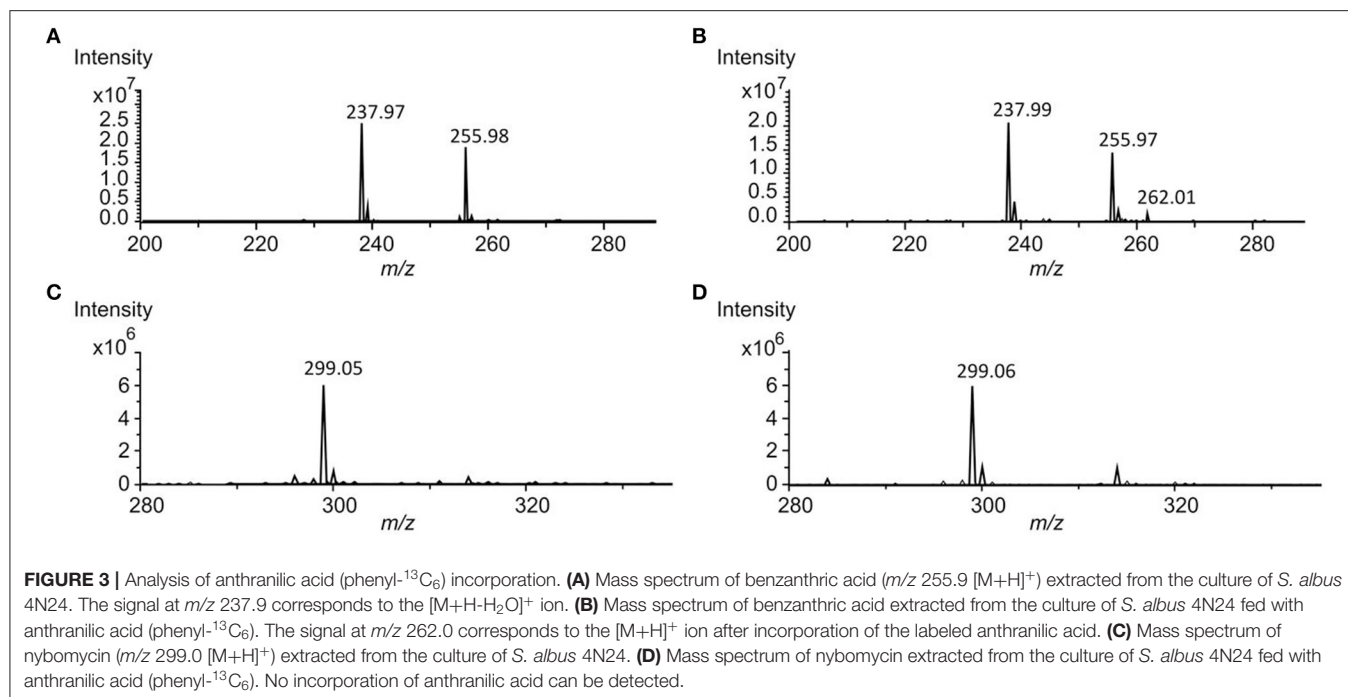 A
Intensity
x10⁷
2.5
2.0
1.5
1.0
0.5
0.0
237.97
255.98
200 220 240 260 280
m/z
B
Intensity
x10⁷
2.0
1.5
1.0
0.5
0.0
237.99
255.97
262.01
200 220 240 260 280
m/z
C
Intensity
x10⁶
6
4
2
0
299.05
280 300 320
m/z
D
Intensity
x10⁶
6
4
2
0
299.06
280 300 320
m/z
FIGURE 3 | Analysis of anthranilic acid (phenyl-¹³C₆) incorporation. (A) Mass spectrum of benzanthric acid (m/z 255.9 [M+H]⁺) extracted from the culture of S. albus
4N24. The signal at m/z 237.9 corresponds to the [M+H-H₂O]⁺ ion. (B) Mass spectrum of benzanthric acid extracted from the culture of S. albus 4N24 fed with
anthranilic acid (phenyl-¹³C₆). The signal at m/z 262.0 corresponds to the [M+H]⁺ ion after incorporation of the labeled anthranilic acid. (C) Mass spectrum of
nybomycin (m/z 299.0 [M+H]⁺) extracted from the culture of S. albus 4N24. (D) Mass spectrum of nybomycin extracted from the culture of S. albus 4N24 fed with
anthranilic acid (phenyl-¹³C₆). No incorporation of anthranilic acid can be detected.